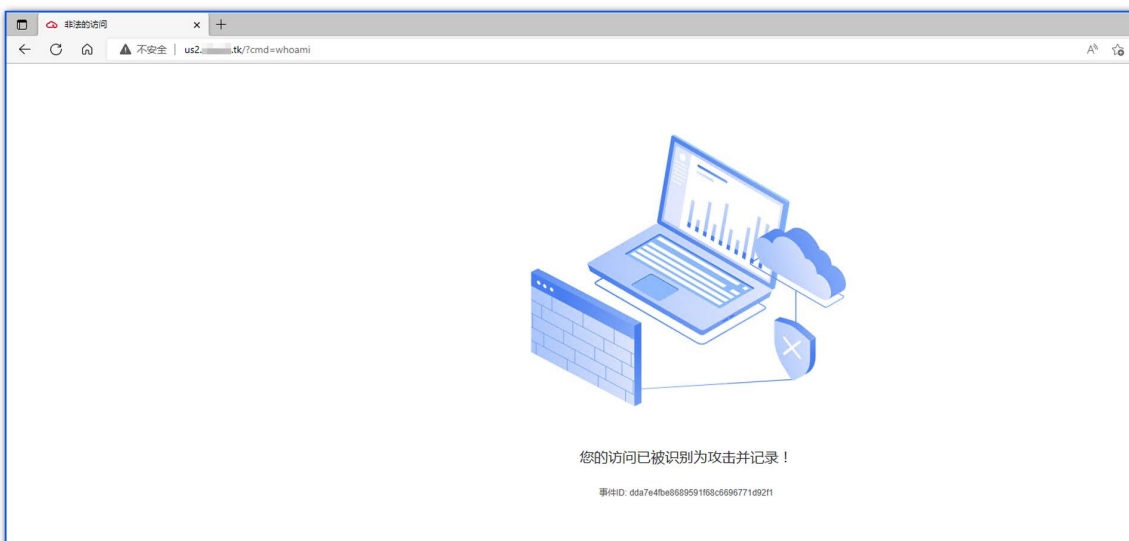 非法的访问
不安全 | us2. .tk/?cmd=whoami
您的访问已被识别为攻击并记录！
事件ID: dda7e4fbe8689591f68c6696771d92f1